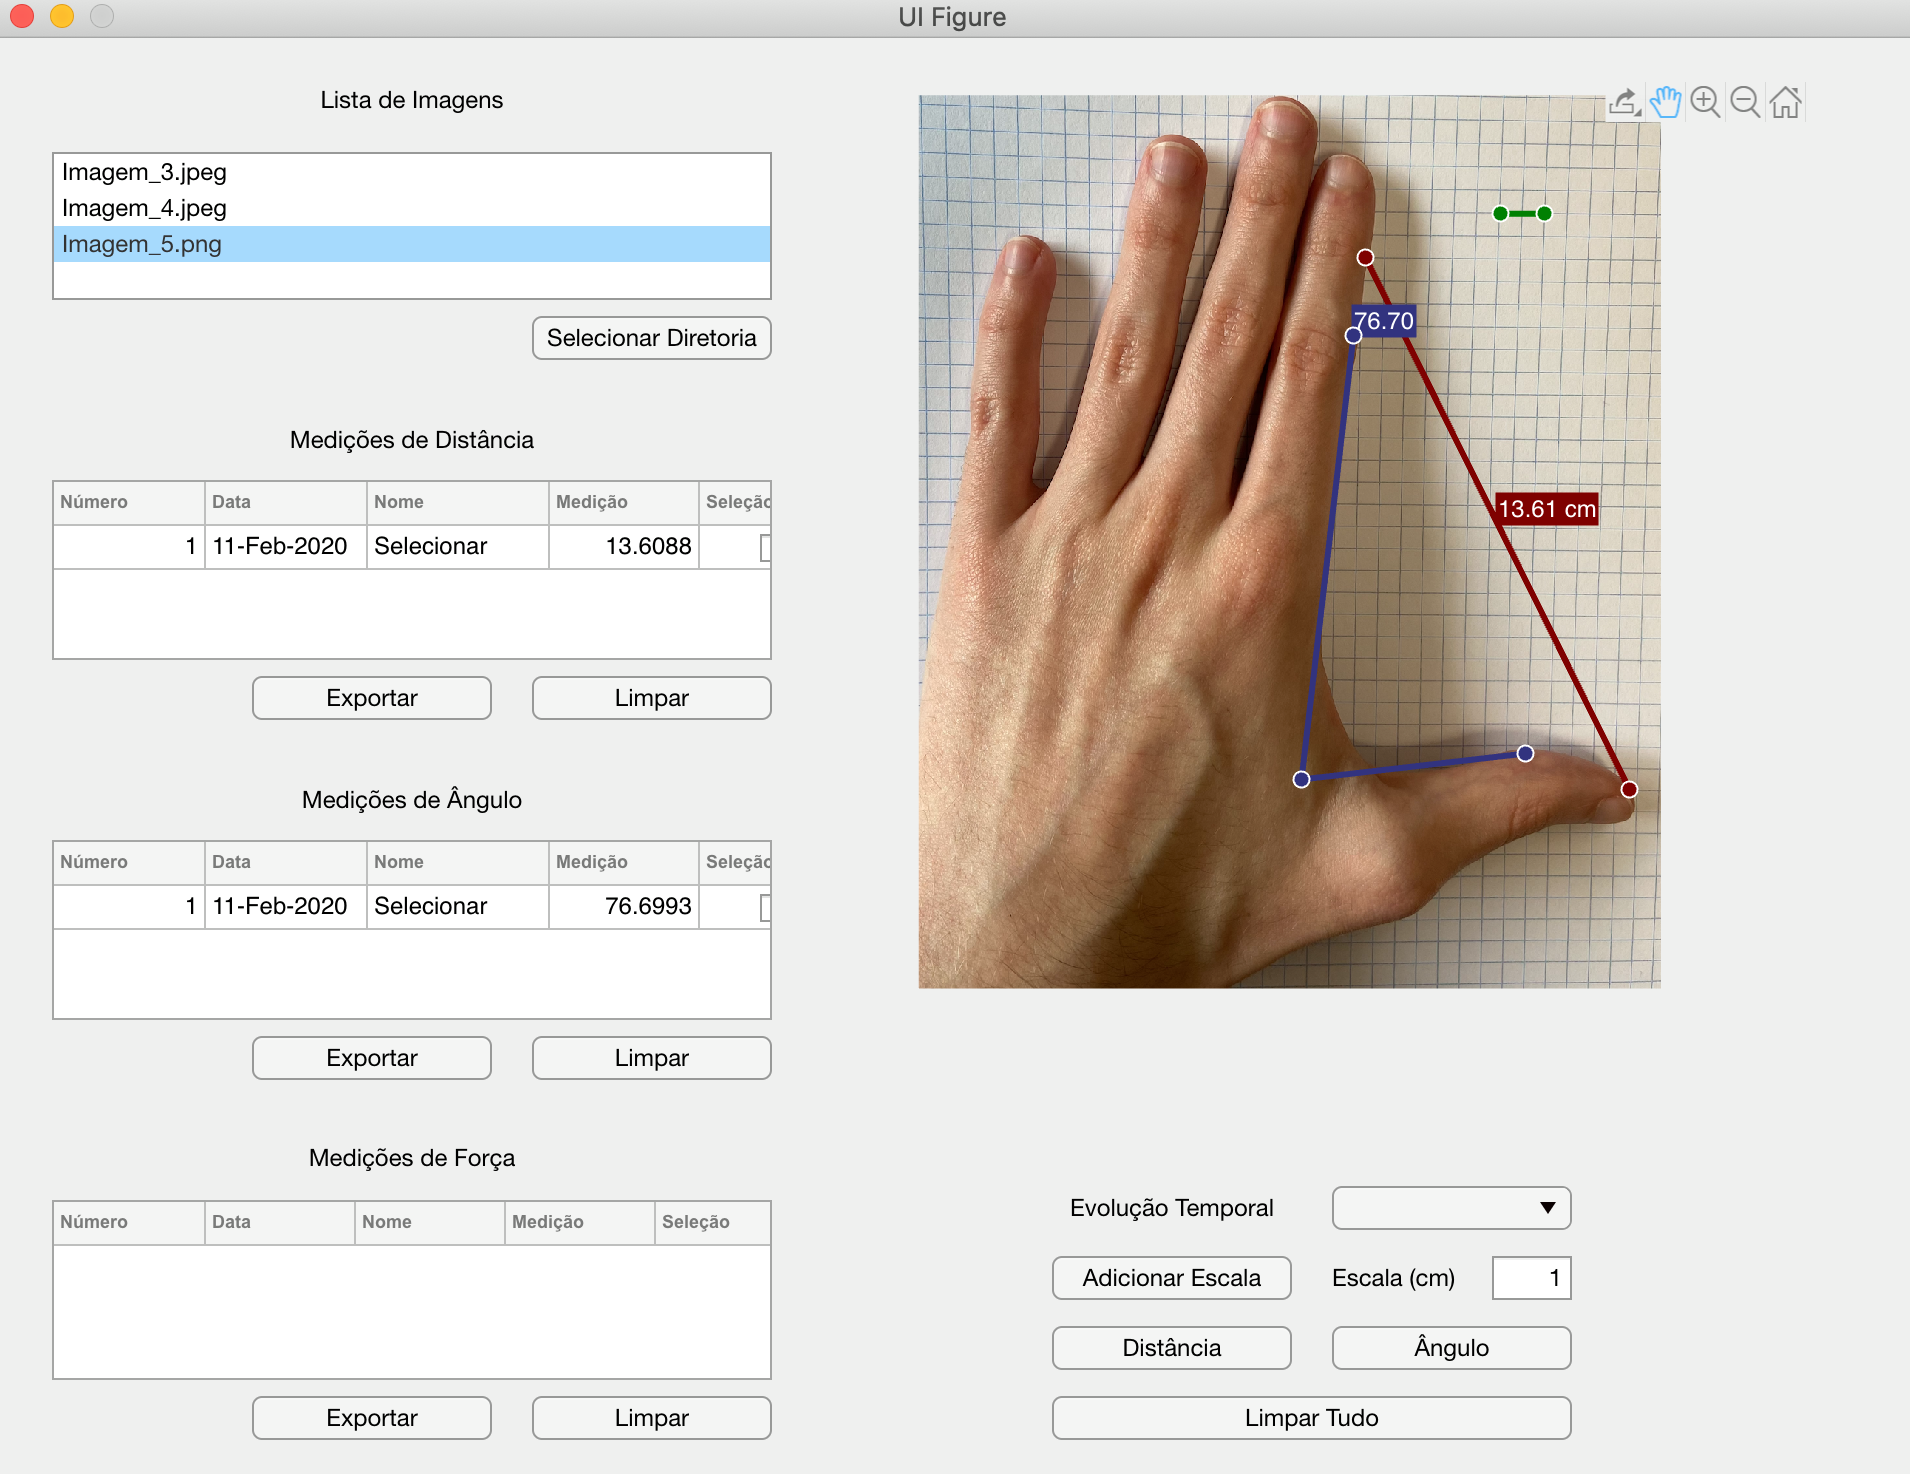 UI Figure
Lista de Imagens
Imagem_3.jpeg
Imagem_4.jpeg
Imagem_5.png
Selecionar Diretoria
Medições de Distância
Número Data Nome Medição Seleção
1 11-Feb-2020 Selecionar 13.6088
Exportar Limpar
Medições de Ângulo
Número Data Nome Medição Seleção
1 11-Feb-2020 Selecionar 76.6993
Exportar Limpar
Medições de Força
Número Data Nome Medição Seleção
Exportar Limpar
76.70
13.61 cm
Evolução Temporal
Adicionar Escala Escala (cm) 1
Distância Ângulo
Limpar Tudo